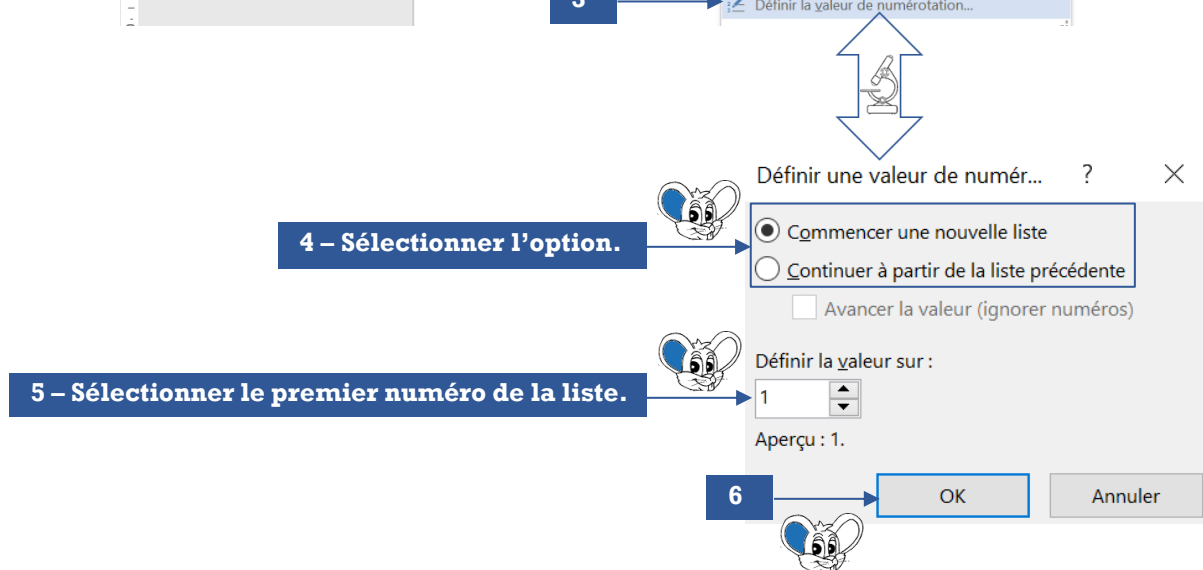 3
Définir la valeur de numérotation...
Définir une valeur de numér... ?
4 – Sélectionner l’option.
Commencer une nouvelle liste
Continuer à partir de la liste précédente
Avancer la valeur (ignorer numéros)
Définir la valeur sur :
5 – Sélectionner le premier numéro de la liste.
1
Aperçu : 1.
6
OK
Annuler